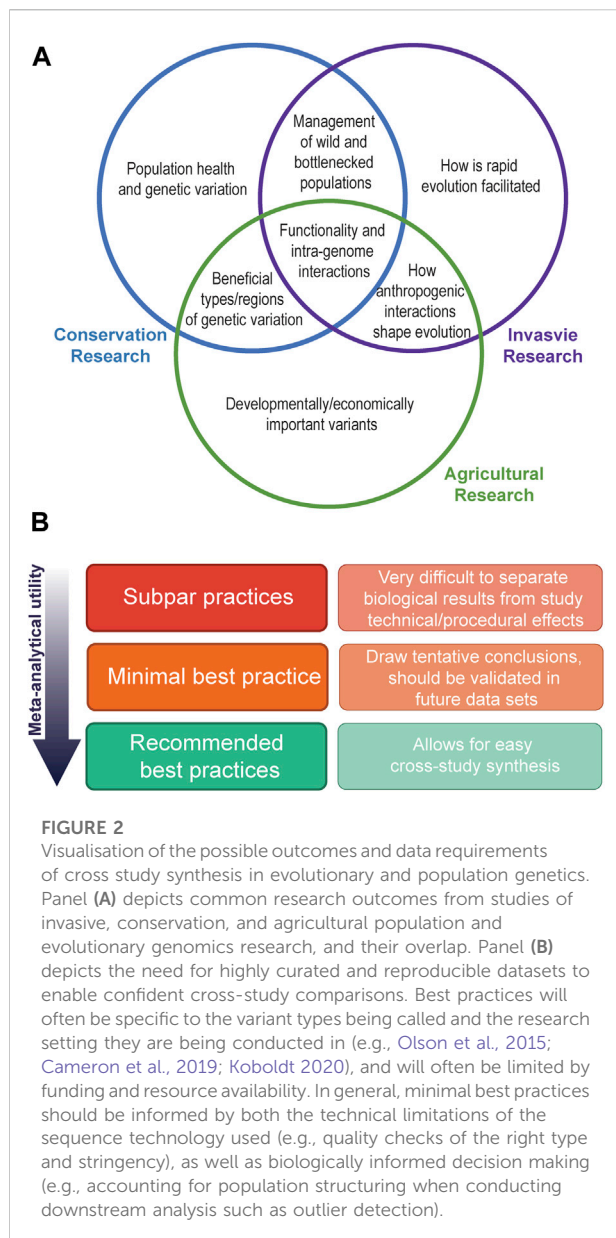 A
Management
of wild and
bottlenecked
populations
Population health
and genetic variation
How is rapid
evolution facilitated
Functionality and
intra-genome
interactions
Beneficial
types/regions
of genetic variation
How
anthropogenic
interactions
shape evolution
Conservation
Research
Invasvie
Research
Developmentally/economically
important variants
Agricultural
Research
B
Meta-analytical utility
Subpar practices
Very difficult to separate
biological results from study
technical/procedural effects
Minimal best practice
Draw tentative conclusions,
should be validated in
future data sets
Recommended
best practices
Allows for easy
cross-study synthesis
FIGURE 2
Visualisation of the possible outcomes and data requirements
of cross study synthesis in evolutionary and population genetics.
Panel (A) depicts common research outcomes from studies of
invasive, conservation, and agricultural population and
evolutionary genomics research, and their overlap. Panel (B)
depicts the need for highly curated and reproducible datasets to
enable confident cross-study comparisons. Best practices will
often be specific to the variant types being called and the research
setting they are being conducted in (e.g., Olson et al., 2015;
Cameron et al., 2019; Koboldt 2020), and will often be limited by
funding and resource availability. In general, minimal best practices
should be informed by both the technical limitations of the
sequence technology used (e.g., quality checks of the right type
and stringency), as well as biologically informed decision making
(e.g., accounting for population structuring when conducting
downstream analysis such as outlier detection).